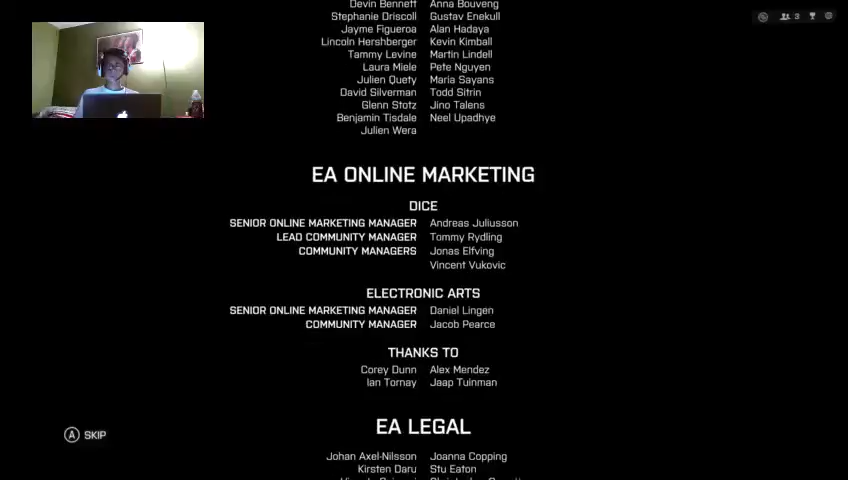 Devin Bennett Anna Bouveng
Stephanie Driscoll Gustav Enekull
Jayme Figueroa Alan Hadaya
Lincoln Hershberger Kevin Kimball
Tammy Levine Martin Lindell
Laura Miele Pete Nguyen
Julien Quety Maria Sayans
David Silverman Todd Sitrin
Glenn Stotz Jino Talens
Benjamin Tisdale Neel Upadhye
Julien Wera
3
EA ONLINE MARKETING
DICE
SENIOR ONLINE MARKETING MANAGER Andreas Juliusson
LEAD COMMUNITY MANAGER Tommy Rydling
COMMUNITY MANAGERS Jonas Elfving
Vincent Vukovic
ELECTRONIC ARTS
SENIOR ONLINE MARKETING MANAGER Daniel Lingen
COMMUNITY MANAGER Jacob Pearce
THANKS TO
Corey Dunn Alex Mendez
Ian Tornay Jaap Tuinman
EA LEGAL
A SKIP
Johan Axel-Nilsson Joanna Copping
Kirsten Daru Stu Eaton